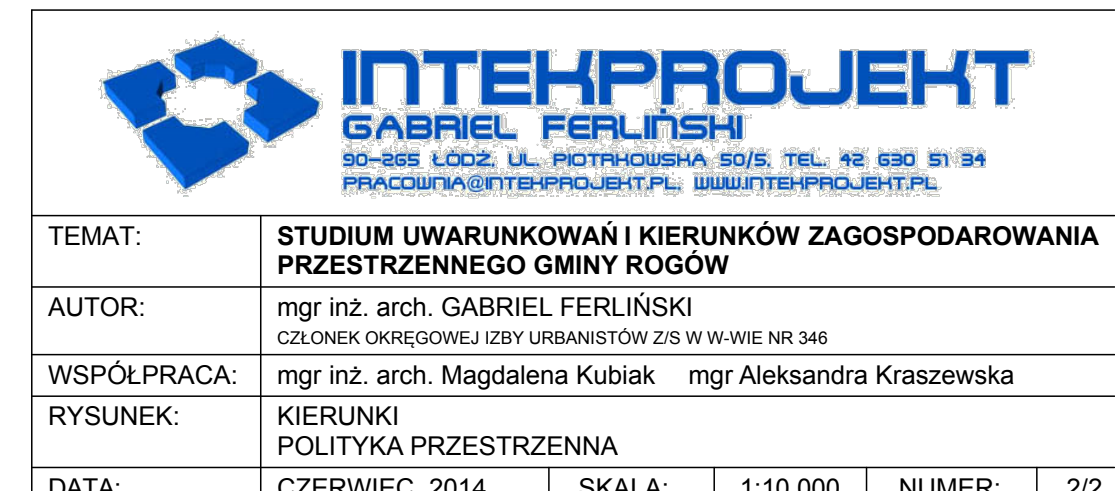 INTEKPROJEKT
GABRIEL FERLIŃSKI
90-265 ŁÓDŹ, UL. PIOTRKOWSKA 50/5, TEL. 42 630 51 34
PRACOWNIA@INTEKPROJEKT.PL, WWW.INTEKPROJEKT.PL
TEMAT: STUDIUM UWARUNKOWAŃ I KIERUNKÓW ZAGOSPODAROWANIA
PRZESTRZENNEGO GMINY ROGÓW
AUTOR: mgr inż. arch. GABRIEL FERLIŃSKI
CZŁONEK OKRĘGOWEJ IZBY URBANISTÓW Z/S W W-WIE NR 346
WSPÓŁPRACA: mgr inż. arch. Magdalena Kubiak mgr Aleksandra Kraszewska
RYSUNEK: KIERUNKI
POLITYKA PRZESTRZENNA
DATA: CZERWIEC, 2014 SKALA: 1:10 000 NUMER: 2/2